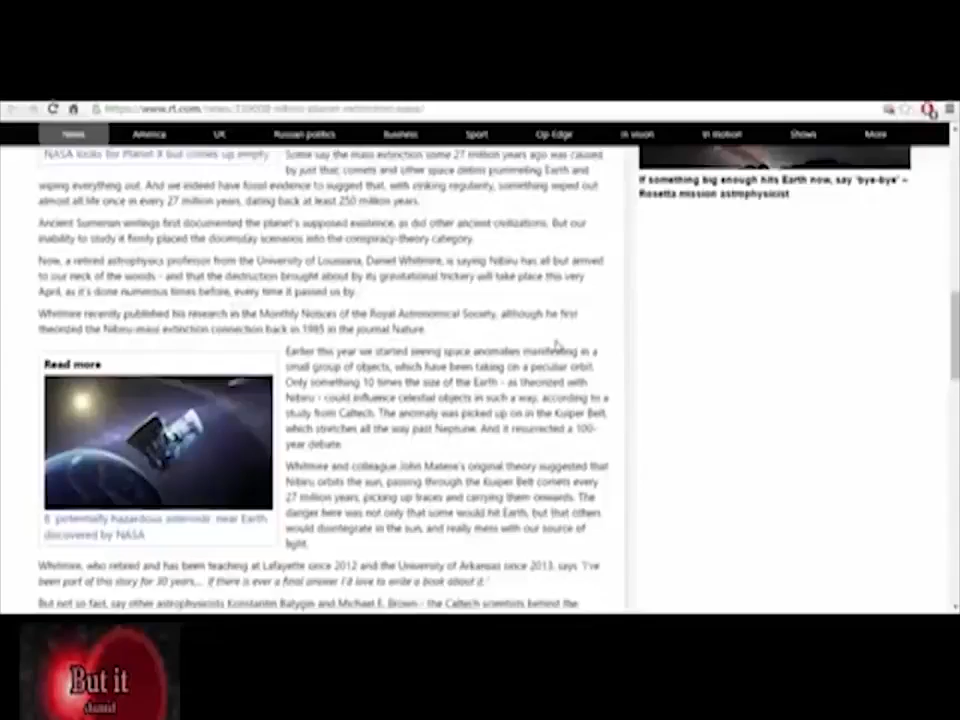 https://www.rt.com/
News America UK Russian politics Business Sport Op-Edge In vision In motion Shows More
NASA looks for Planet X but comes up empty
Some say the mass extinction some 27 million years ago was caused
by just that; comets and other space debris pummeling Earth and
wiping everything out. And we indeed have fossil evidence to suggest that, with striking regularity, something wiped out
almost all life once in every 27 million years, dating back at least 250 million years.
Ancient Sumerian writings first documented the planet's supposed existence, as did other ancient civilizations. But our
inability to study it firmly placed the doomsday scenarios into the conspiracy-theory category.
Now, a retired astrophysics professor from the University of Louisiana, Daniel Whitmire, is saying Nibiru has all but arrived
to our neck of the woods - and that the destruction brought about by its gravitational trickery will take place this very
April, as it's done numerous times before, every time it passed us by.
Whitmire recently published his research in the Monthly Notices of the Royal Astronomical Society, although he first
theorized the Nibiru-mass extinction connection back in 1985 in the journal Nature.
Read more
6 potentially hazardous asteroids near Earth
discovered by NASA
Earlier this year we started seeing space anomalies manifesting in a
small group of objects, which have been taking on a peculiar orbit.
Only something 10 times the size of the Earth - as theorized with
Nibiru - could influence celestial objects in such a way, according to a
study from Caltech. The anomaly was picked up on in the Kuiper Belt,
which stretches all the way past Neptune. And it resurrected a 100-
year debate.
Whitmire and colleague John Matese's original theory suggested that
Nibiru orbits the sun, passing through the Kuiper Belt comets every
27 million years, picking up traces and carrying them onwards. The
danger here was not only that some would hit Earth, but that others
would disintegrate in the sun, and really mess with our source of
light.
Whitmire, who retired and has been teaching at Lafayette since 2012 and the University of Arkansas since 2013, says 'I've
been part of this story for 30 years... If there is ever a final answer I'd love to write a book about it.'
But not so fast, say other astrophysicists Konstantin Batygin and Michael E. Brown - the Caltech scientists behind the
If something big enough hits Earth now, say 'bye-bye' –
Rosetta mission astrophysicist
But it